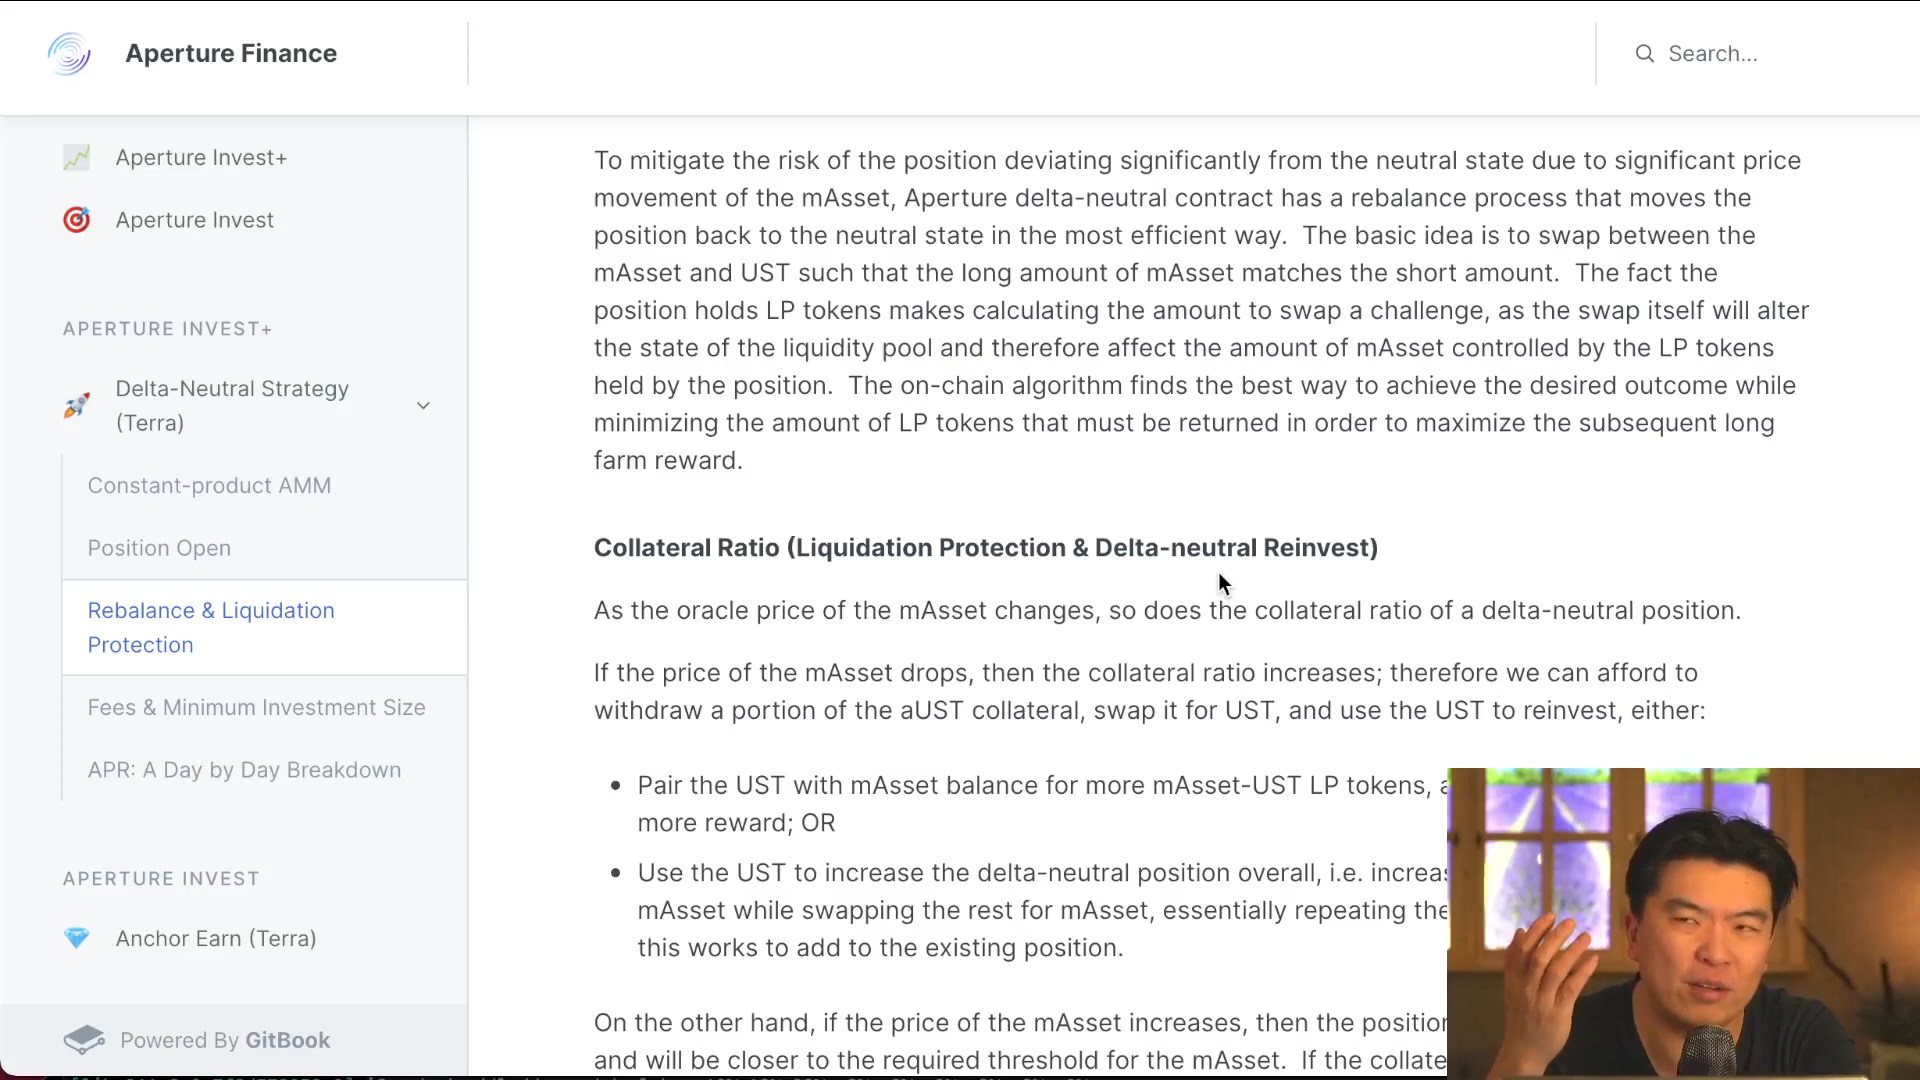 Aperture Finance
Search...
Aperture Invest+
Aperture Invest
APERTURE INVEST+
Delta-Neutral Strategy
(Terra)
Constant-product AMM
Position Open
Rebalance & Liquidation
Protection
Fees & Minimum Investment Size
APR: A Day by Day Breakdown
APERTURE INVEST
Anchor Earn (Terra)
Powered By GitBook
To mitigate the risk of the position deviating significantly from the neutral state due to significant price
movement of the mAsset, Aperture delta-neutral contract has a rebalance process that moves the
position back to the neutral state in the most efficient way. The basic idea is to swap between the
mAsset and UST such that the long amount of mAsset matches the short amount. The fact the
position holds LP tokens makes calculating the amount to swap a challenge, as the swap itself will alter
the state of the liquidity pool and therefore affect the amount of mAsset controlled by the LP tokens
held by the position. The on-chain algorithm finds the best way to achieve the desired outcome while
minimizing the amount of LP tokens that must be returned in order to maximize the subsequent long
farm reward.
Collateral Ratio (Liquidation Protection & Delta-neutral Reinvest)
As the oracle price of the mAsset changes, so does the collateral ratio of a delta-neutral position.
If the price of the mAsset drops, then the collateral ratio increases; therefore we can afford to
withdraw a portion of the aUST collateral, swap it for UST, and use the UST to reinvest, either:
• Pair the UST with mAsset balance for more mAsset-UST LP tokens,
more reward; OR
• Use the UST to increase the delta-neutral position overall, i.e.
mAsset while swapping the rest for mAsset, essentially repeating the
this works to add to the existing position.
On the other hand, if the price of the mAsset increases, then the
and will be closer to the required threshold for the mAsset. If the